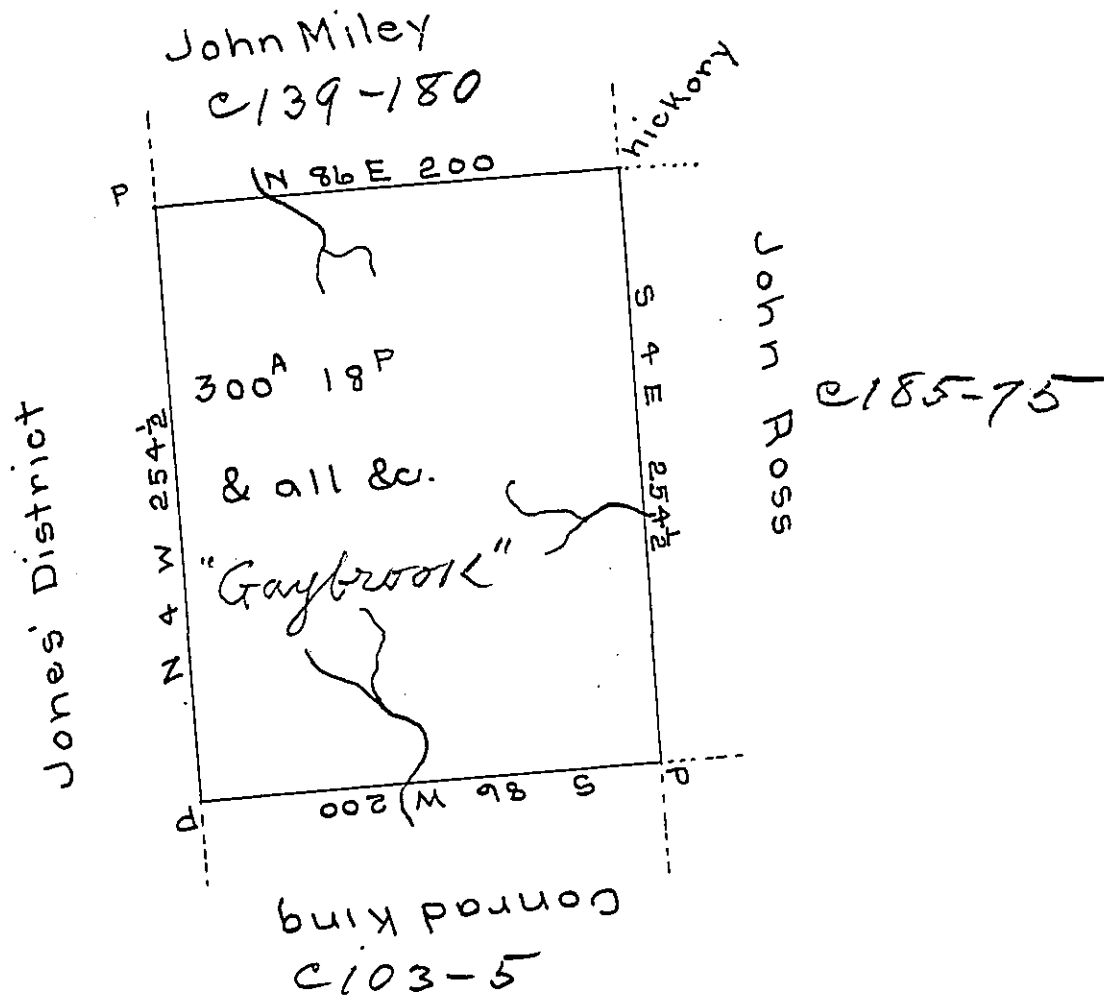 John Miley
C139-180
hickory
P
N 86 E 200
John Ross
C185-75
S 4 E 254½
300ᴬ 18ᴾ
& all &c.
"Gaybrook"
Jones' District
N 4 W 254½
P
S 86 W 200
P
Conrad King
C103-5